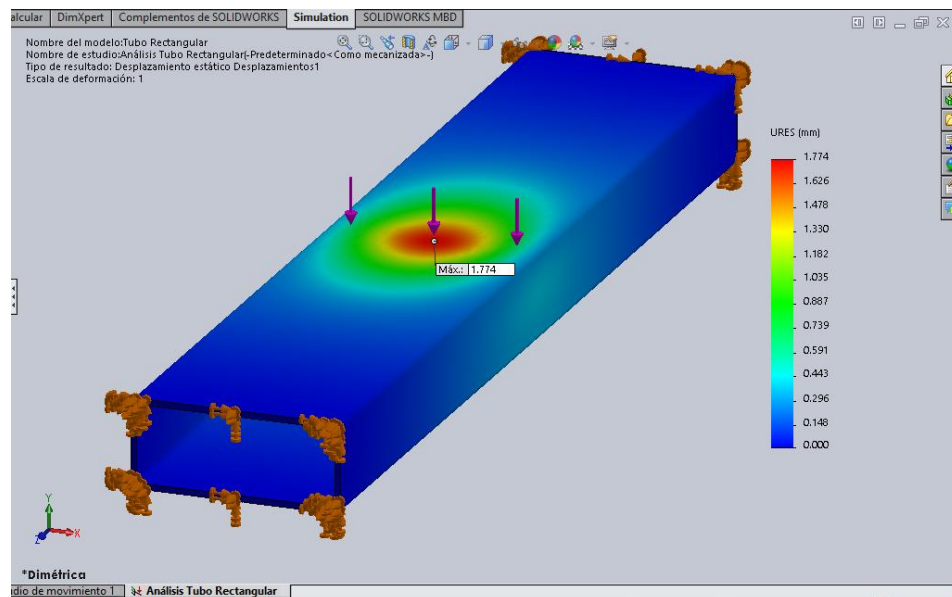 DimXpert Complementos de SOLIDWORKS Simulation SOLIDWORKS MBD
Nombre del modelo:Tubo Rectangular
Nombre de estudio:Análisis Tubo Rectangular(-Predeterminado<Como mecanizada>-)
Tipo de resultado: Desplazamiento estático Desplazamientos1
Escala de deformación: 1
URES (mm)
1.774
1.626
1.478
1.330
1.182
1.035
0.887
0.739
0.591
0.443
0.296
0.148
0.000
Máx.: 1.774
Y
X
Z
*Dimétrica
dio de movimiento 1 Análisis Tubo Rectangular